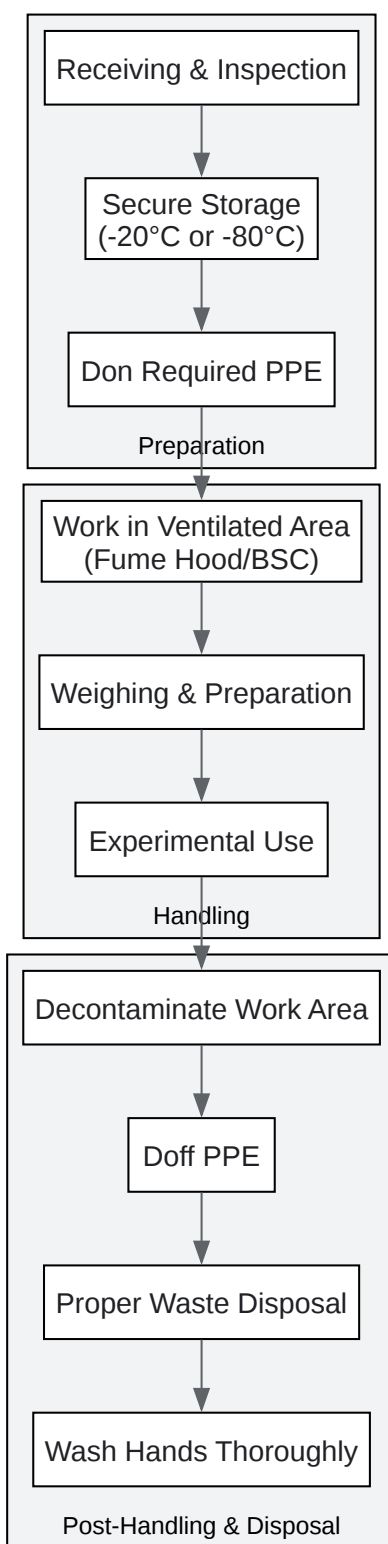 Receiving & Inspection
Secure Storage
(-20°C or -80°C)
Don Required PPE
Preparation
Work in Ventilated Area
(Fume Hood/BSC)
Weighing & Preparation
Experimental Use
Handling
Decontaminate Work Area
Doff PPE
Proper Waste Disposal
Wash Hands Thoroughly
Post-Handling & Disposal